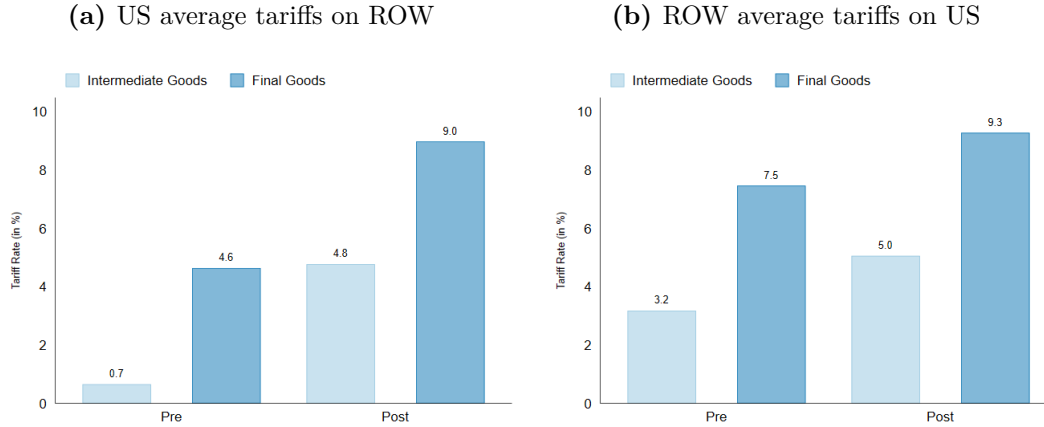 (a) US average tariffs on ROW
Intermediate Goods Final Goods
Tariff Rate (in %)
10
8
6
4
2
0
0.7
4.6
4.8
9.0
Pre Post
(b) ROW average tariffs on US
Intermediate Goods Final Goods
Tariff Rate (in %)
10
8
6
4
2
0
3.2
7.5
5.0
9.3
Pre Post